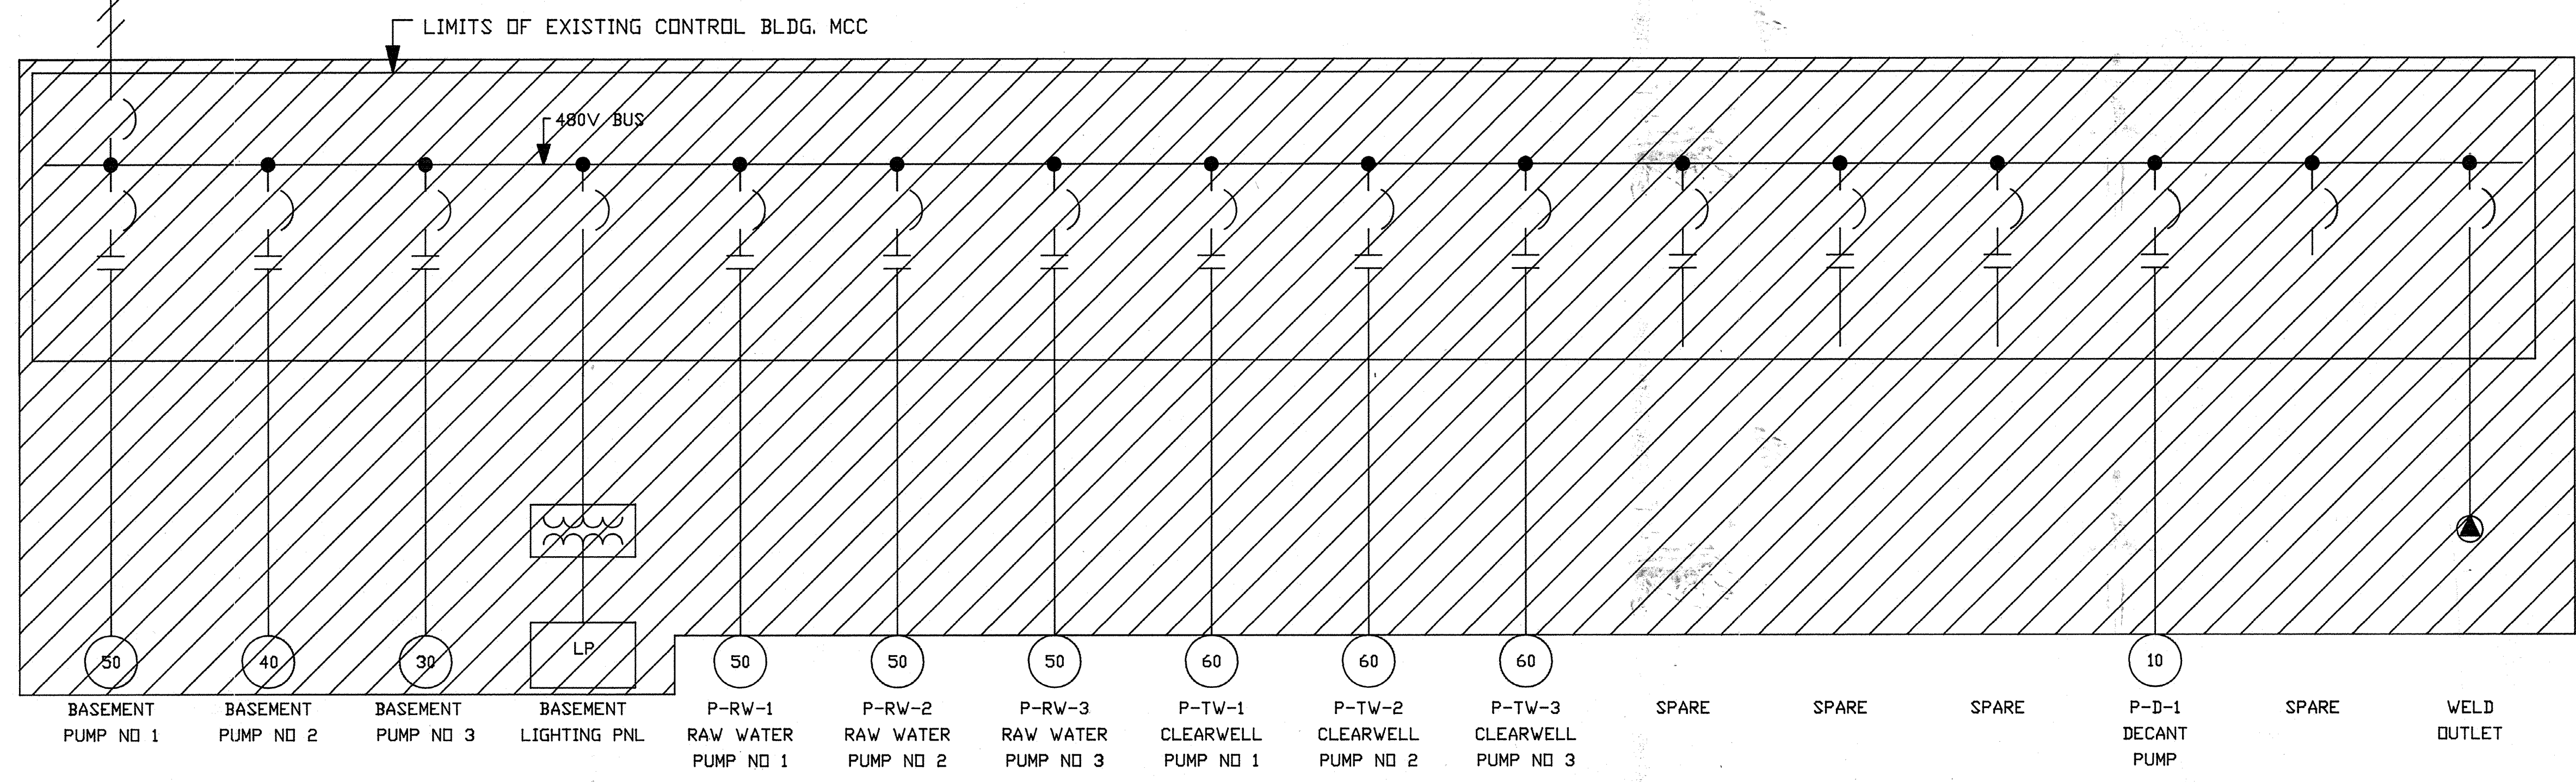 LIMITS OF EXISTING CONTROL BLDG. MCC
480V BUS
LP
50
40
30
50
50
50
60
60
60
10
BASEMENT
PUMP NO 1
BASEMENT
PUMP NO 2
BASEMENT
PUMP NO 3
BASEMENT
LIGHTING PNL
P-RW-1
RAW WATER
PUMP NO 1
P-RW-2
RAW WATER
PUMP NO 2
P-RW-3
RAW WATER
PUMP NO 3
P-TW-1
CLEARWELL
PUMP NO 1
P-TW-2
CLEARWELL
PUMP NO 2
P-TW-3
CLEARWELL
PUMP NO 3
SPARE
SPARE
SPARE
P-D-1
DECANT
PUMP
SPARE
WELD
OUTLET